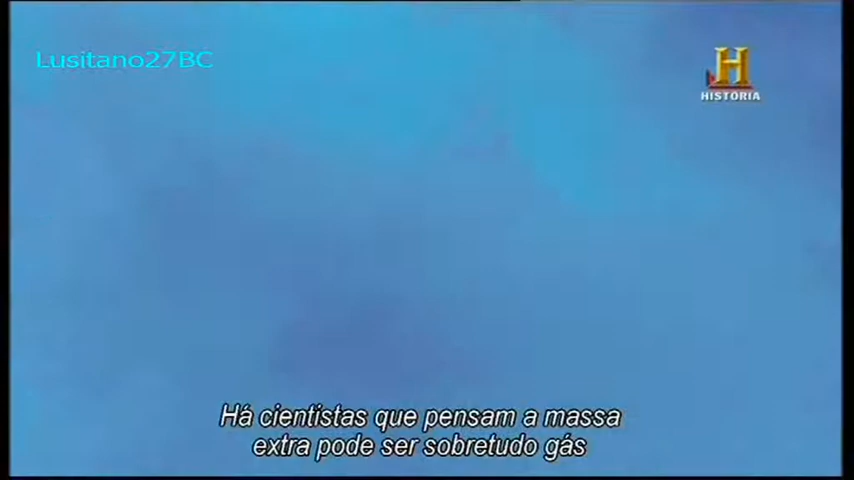 Lusitano27BC
H
HISTORIA
Há cientistas que pensam a massa
extra pode ser sobretudo gás